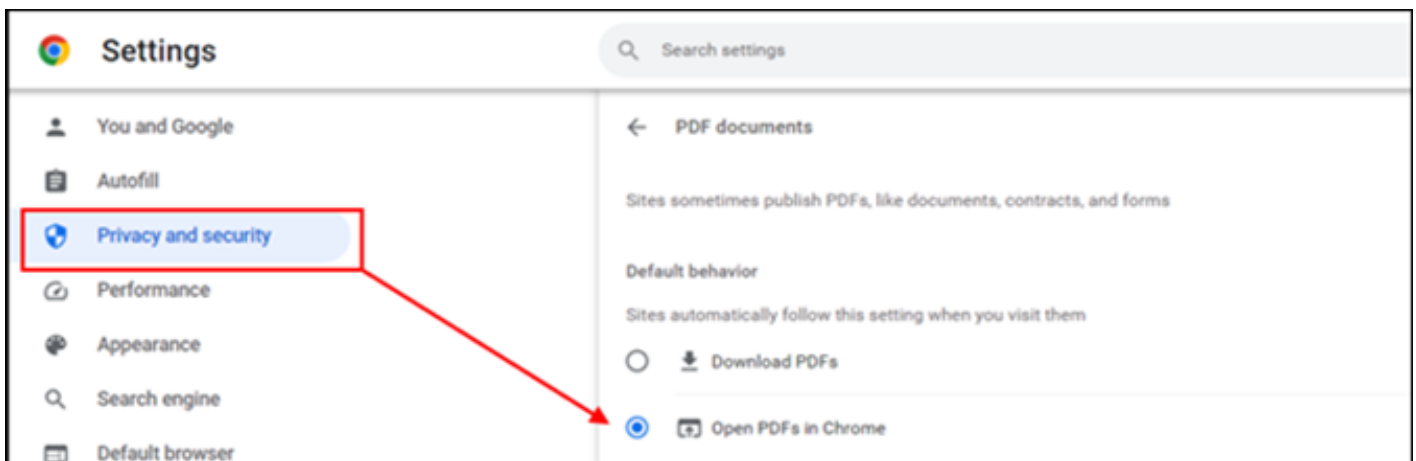 Settings
Search settings
You and Google
Autofill
Privacy and security
Performance
Appearance
Search engine
Default browser
PDF documents
Sites sometimes publish PDFs, like documents, contracts, and forms
Default behavior
Sites automatically follow this setting when you visit them
Download PDFs
Open PDFs in Chrome